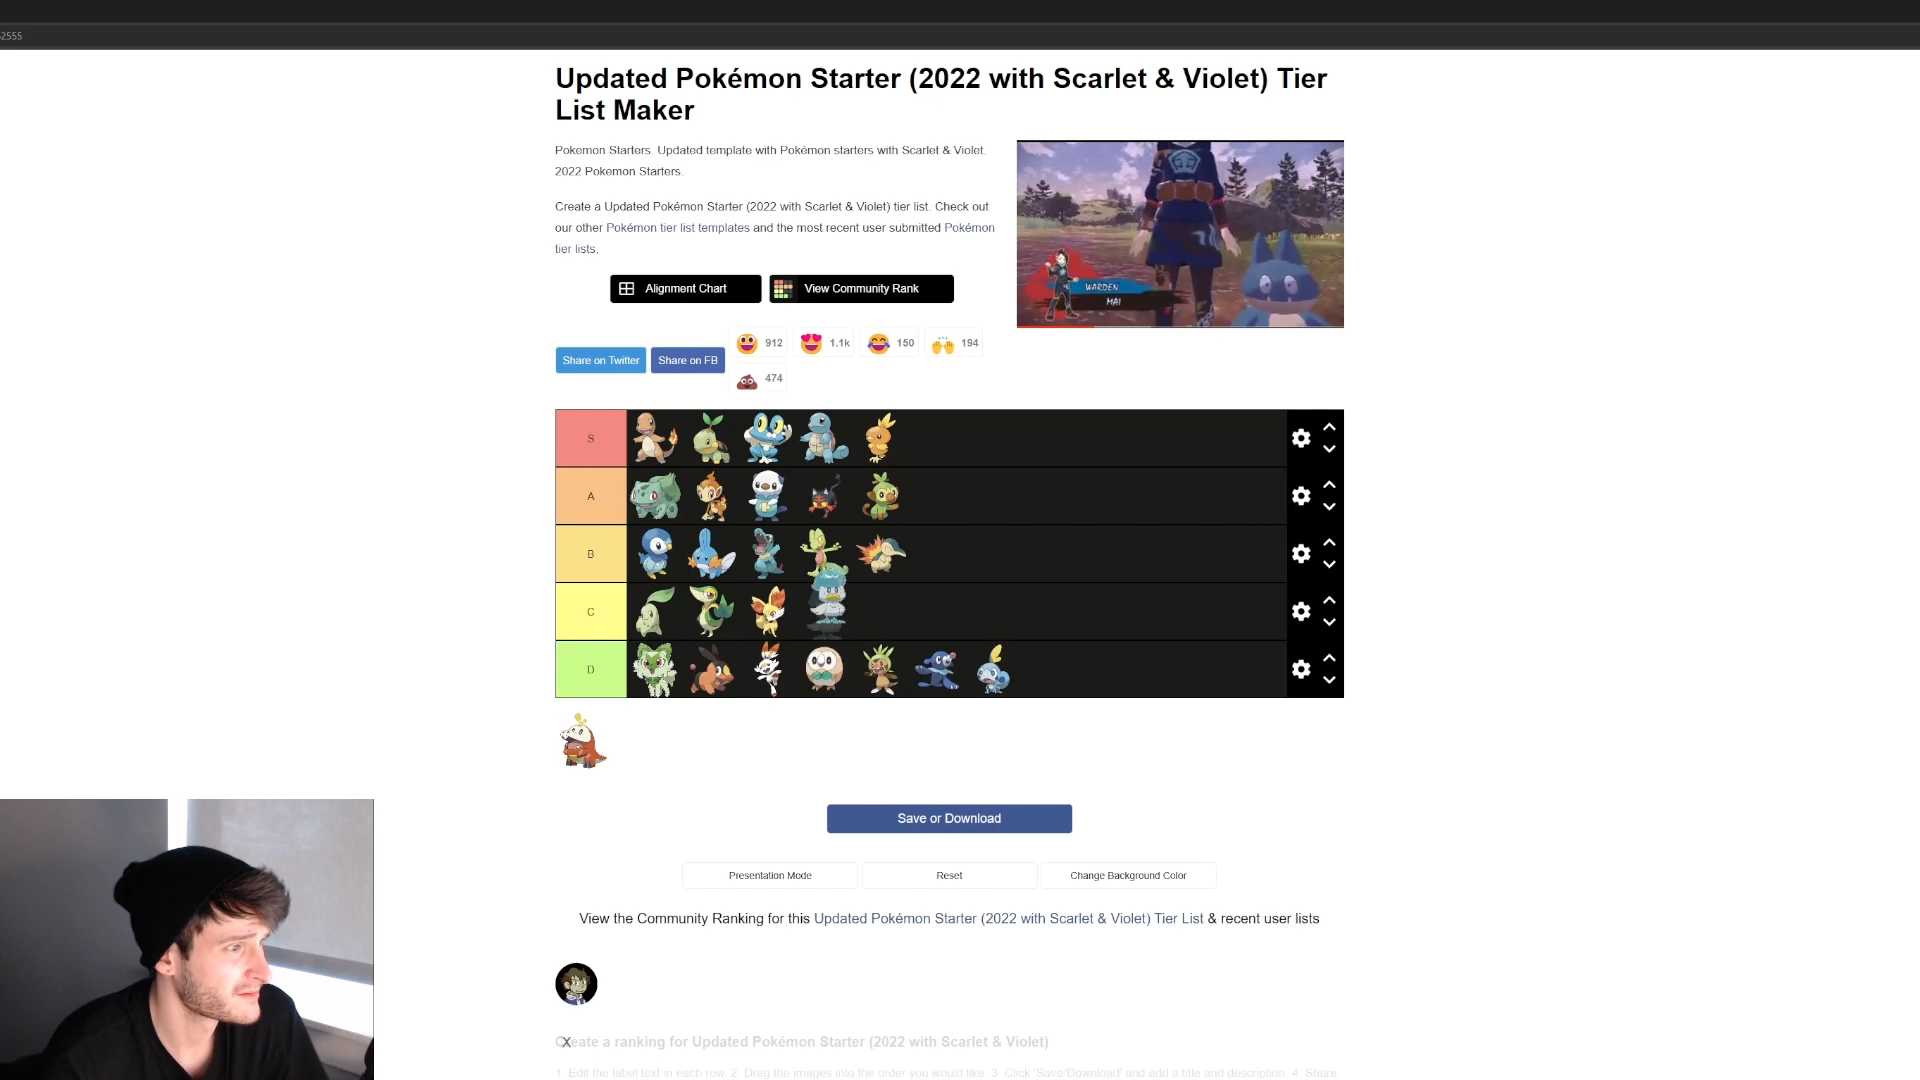 2555
Updated Pokémon Starter (2022 with Scarlet & Violet) Tier
List Maker
Pokemon Starters. Updated template with Pokémon starters with Scarlet & Violet.
2022 Pokemon Starters.
Create a Updated Pokémon Starter (2022 with Scarlet & Violet) tier list. Check out
our other Pokémon tier list templates and the most recent user submitted Pokémon
tier lists.
WARDEN
MAI
Alignment Chart
View Community Rank
Share on Twitter
Share on FB
912
1.1k
150
194
474
S
A
B
C
D
Save or Download
Presentation Mode
Reset
Change Background Color
View the Community Ranking for this Updated Pokémon Starter (2022 with Scarlet & Violet) Tier List & recent user lists
X
Create a ranking for Updated Pokémon Starter (2022 with Scarlet & Violet)
1. Edit the label text in each row. 2. Drag the images into the order you would like. 3. Click 'Save/Download' and add a title and description. 4. Share